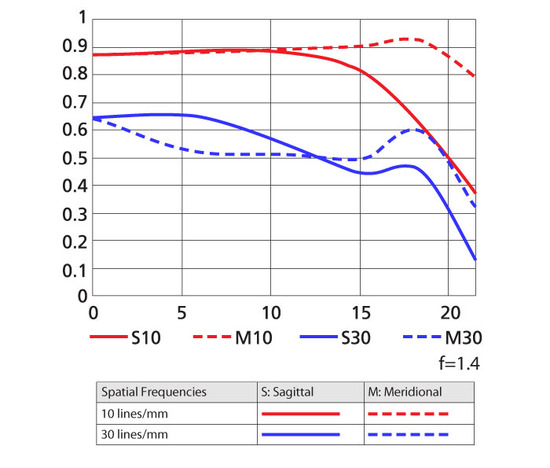 1
0.9
0.8
0.7
0.6
0.5
0.4
0.3
0.2
0.1
0
0 5 10 15 20
S10 M10 S30 M30
f=1.4
Spatial Frequencies S: Sagittal M: Meridional
10 lines/mm
30 lines/mm